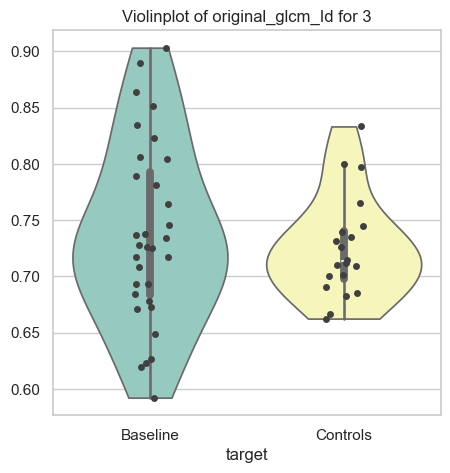 Violinplot of original_glcm_Id for 3
0.90
0.85
0.80
0.75
0.70
0.65
0.60
Baseline
Controls
target